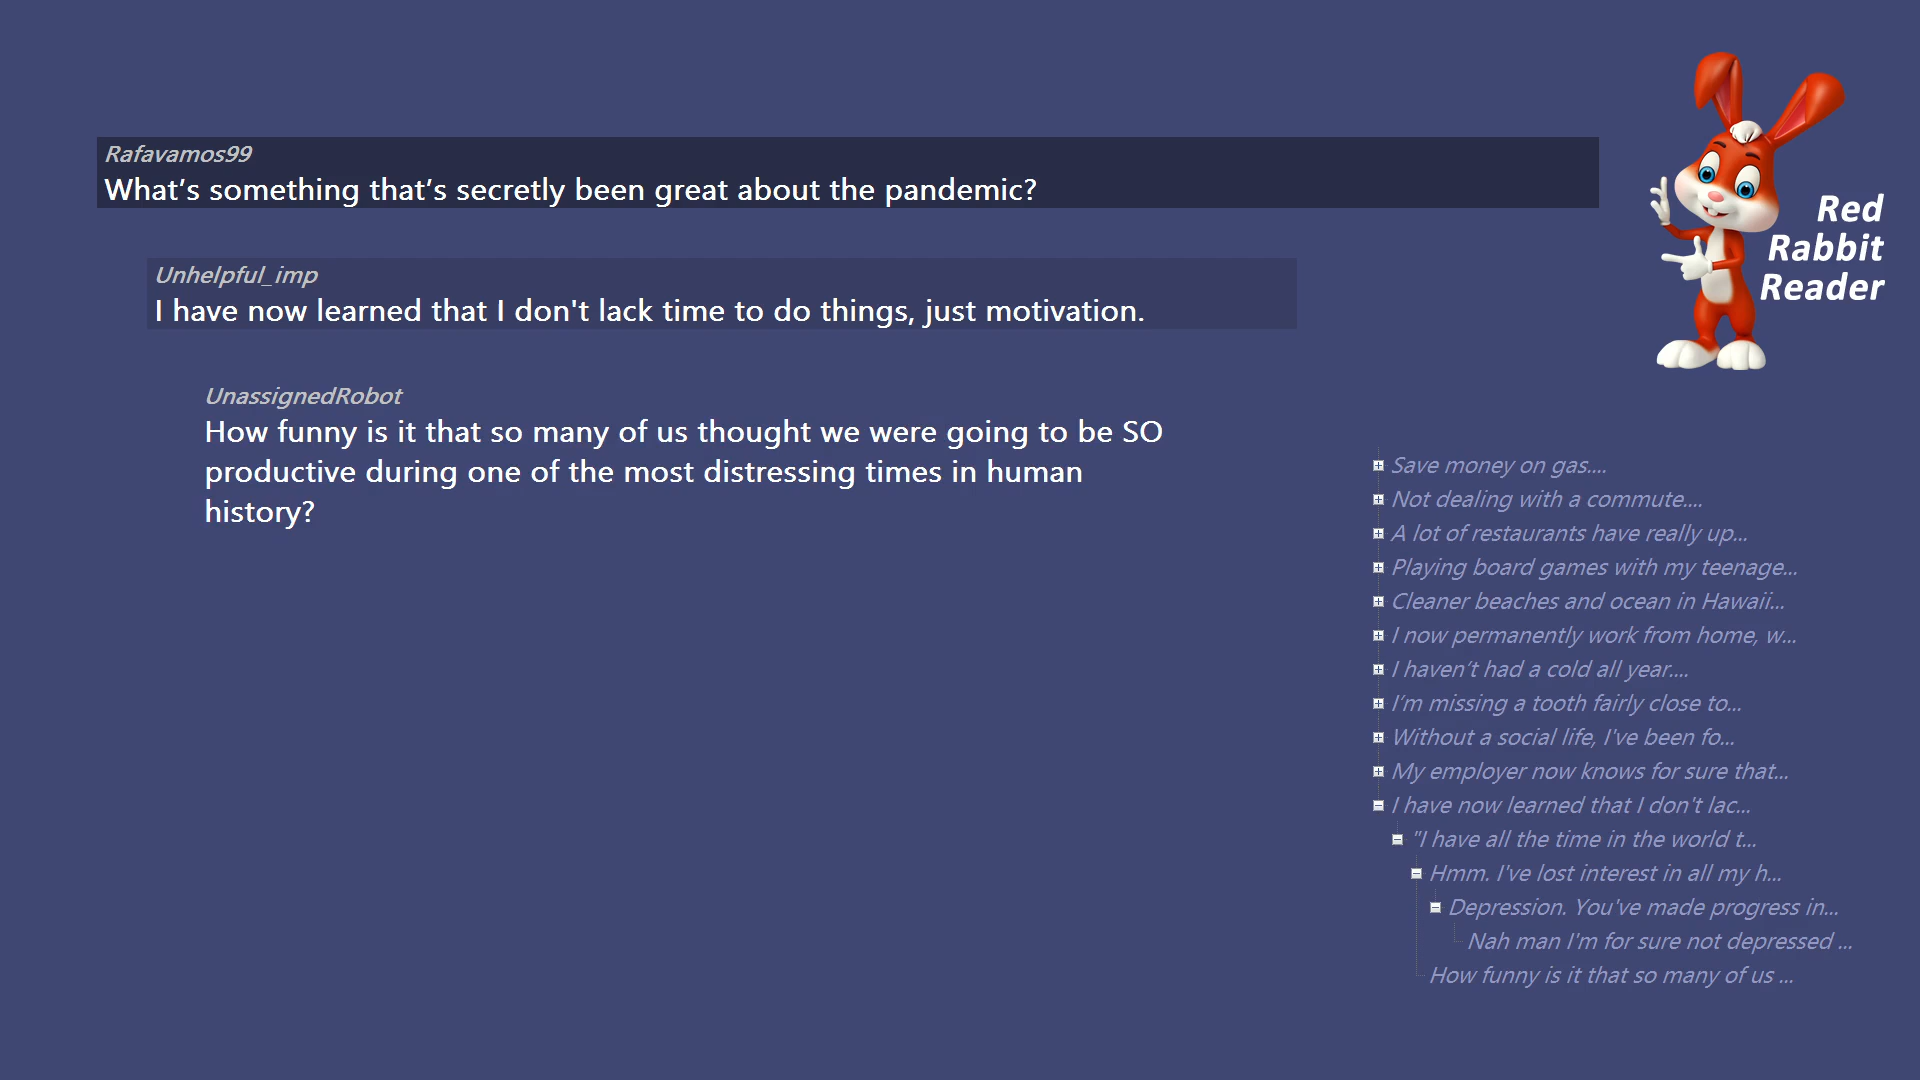 Rafavamos99
What’s something that’s secretly been great about the pandemic?
Unhelpful_imp
I have now learned that I don't lack time to do things, just motivation.
UnassignedRobot
How funny is it that so many of us thought we were going to be SO
productive during one of the most distressing times in human
history?
Red
Rabbit
Reader
Save money on gas....
Not dealing with a commute....
A lot of restaurants have really up...
Playing board games with my teenage...
Cleaner beaches and ocean in Hawaii...
I now permanently work from home, w...
I haven’t had a cold all year....
I’m missing a tooth fairly close to...
Without a social life, I've been fo...
My employer now knows for sure that...
I have now learned that I don't lac...
"I have all the time in the world t...
Hmm. I've lost interest in all my h...
Depression. You've made progress in...
Nah man I'm for sure not depressed ...
How funny is it that so many of us ...